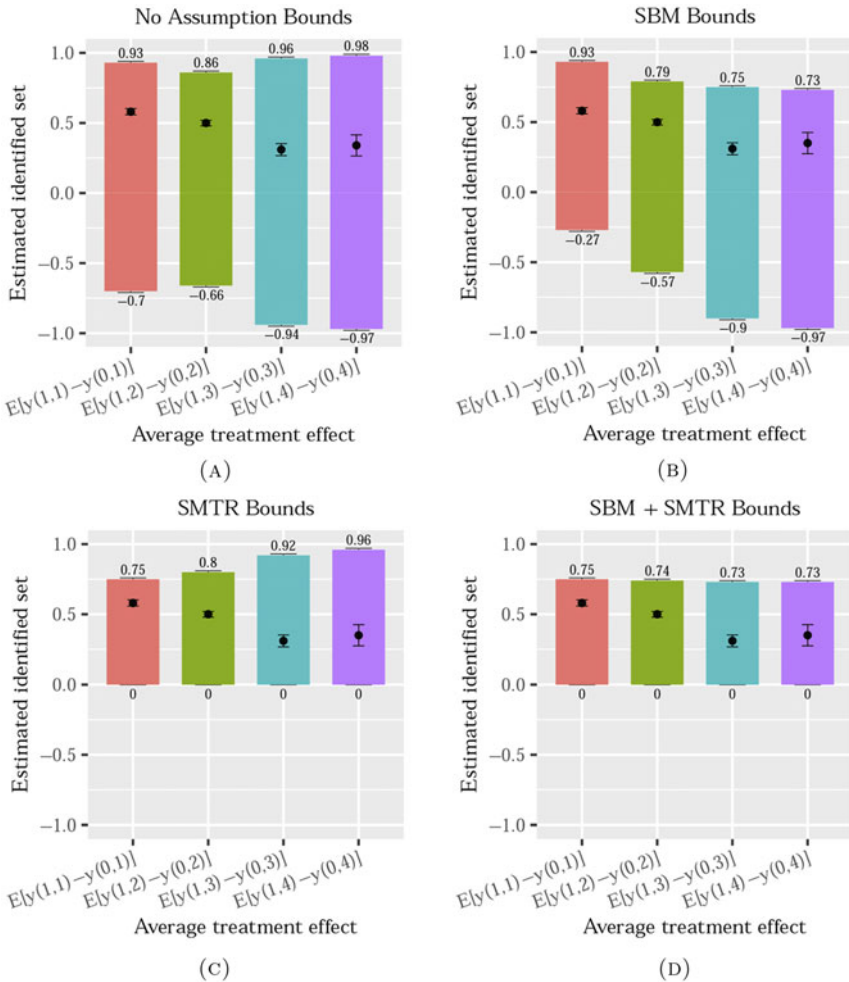 No Assumption Bounds
Estimated identified set
1.0
0.5
0.0
−0.5
−1.0
0.93
0.86
0.96
0.98
−0.7
−0.66
−0.94
−0.97
E[y(1,1)−y(0,1)]
E[y(1,2)−y(0,2)]
E[y(1,3)−y(0,3)]
E[y(1,4)−y(0,4)]
Average treatment effect
(A)
SBM Bounds
Estimated identified set
1.0
0.5
0.0
−0.5
−1.0
0.93
0.79
0.75
0.73
−0.27
−0.57
−0.9
−0.97
E[y(1,1)−y(0,1)]
E[y(1,2)−y(0,2)]
E[y(1,3)−y(0,3)]
E[y(1,4)−y(0,4)]
Average treatment effect
(B)
SMTR Bounds
Estimated identified set
1.0
0.5
0.0
−0.5
−1.0
0.75
0.8
0.92
0.96
0
0
0
0
E[y(1,1)−y(0,1)]
E[y(1,2)−y(0,2)]
E[y(1,3)−y(0,3)]
E[y(1,4)−y(0,4)]
Average treatment effect
(C)
SBM + SMTR Bounds
Estimated identified set
1.0
0.5
0.0
−0.5
−1.0
0.75
0.74
0.73
0.73
0
0
0
0
E[y(1,1)−y(0,1)]
E[y(1,2)−y(0,2)]
E[y(1,3)−y(0,3)]
E[y(1,4)−y(0,4)]
Average treatment effect
(D)